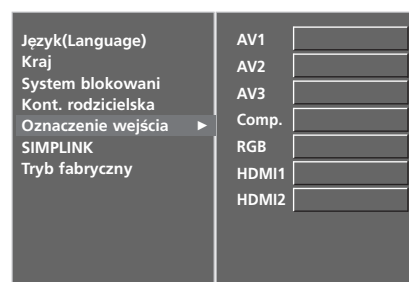 Język(Language)
Kraj
System blokowani
Kont. rodzicielska
Oznaczenie wejścia ►
SIMPLINK
Tryb fabryczny
AV1
AV2
AV3
Comp.
RGB
HDMI1
HDMI2